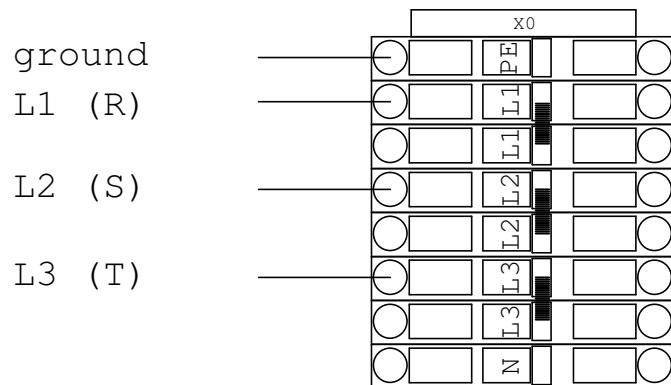 X0
ground PE
L1 (R) L1
L1
L2 (S) L2
L2
L3 (T) L3
L3
N